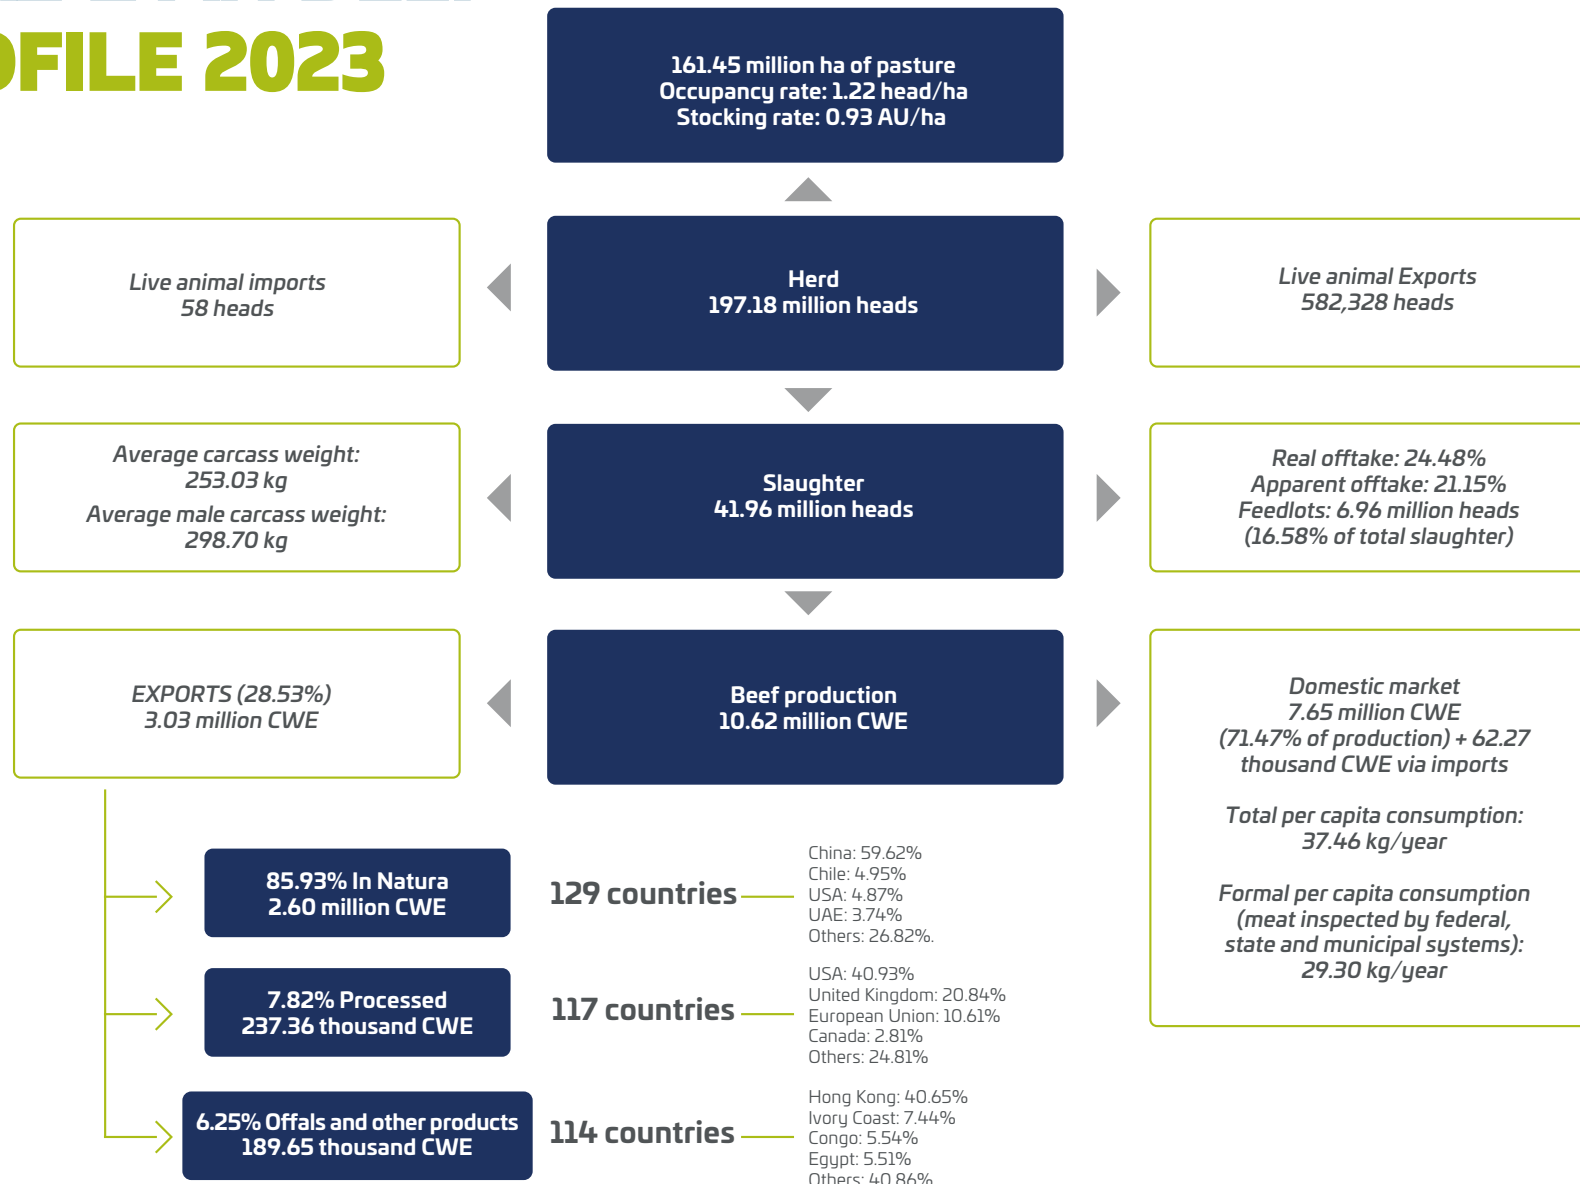 OFILE 2023
161.45 million ha of pasture
Occupancy rate: 1.22 head/ha
Stocking rate: 0.93 AU/ha
Live animal imports
58 heads
Herd
197.18 million heads
Live animal Exports
582,328 heads
Average carcass weight:
253.03 kg
Average male carcass weight:
298.70 kg
Slaughter
41.96 million heads
Real offtake: 24.48%
Apparent offtake: 21.15%
Feedlots: 6.96 million heads
(16.58% of total slaughter)
EXPORTS (28.53%)
3.03 million CWE
Beef production
10.62 million CWE
Domestic market
7.65 million CWE
(71.47% of production) + 62.27
thousand CWE via imports
Total per capita consumption:
37.46 kg/year
Formal per capita consumption
(meat inspected by federal,
state and municipal systems):
29.30 kg/year
85.93% In Natura
2.60 million CWE
129 countries
China: 59.62%
Chile: 4.95%
USA: 4.87%
UAE: 3.74%
Others: 26.82%.
7.82% Processed
237.36 thousand CWE
117 countries
USA: 40.93%
United Kingdom: 20.84%
European Union: 10.61%
Canada: 2.81%
Others: 24.81%
6.25% Offals and other products
189.65 thousand CWE
114 countries
Hong Kong: 40.65%
Ivory Coast: 7.44%
Congo: 5.54%
Egypt: 5.51%
Others: 40.86%